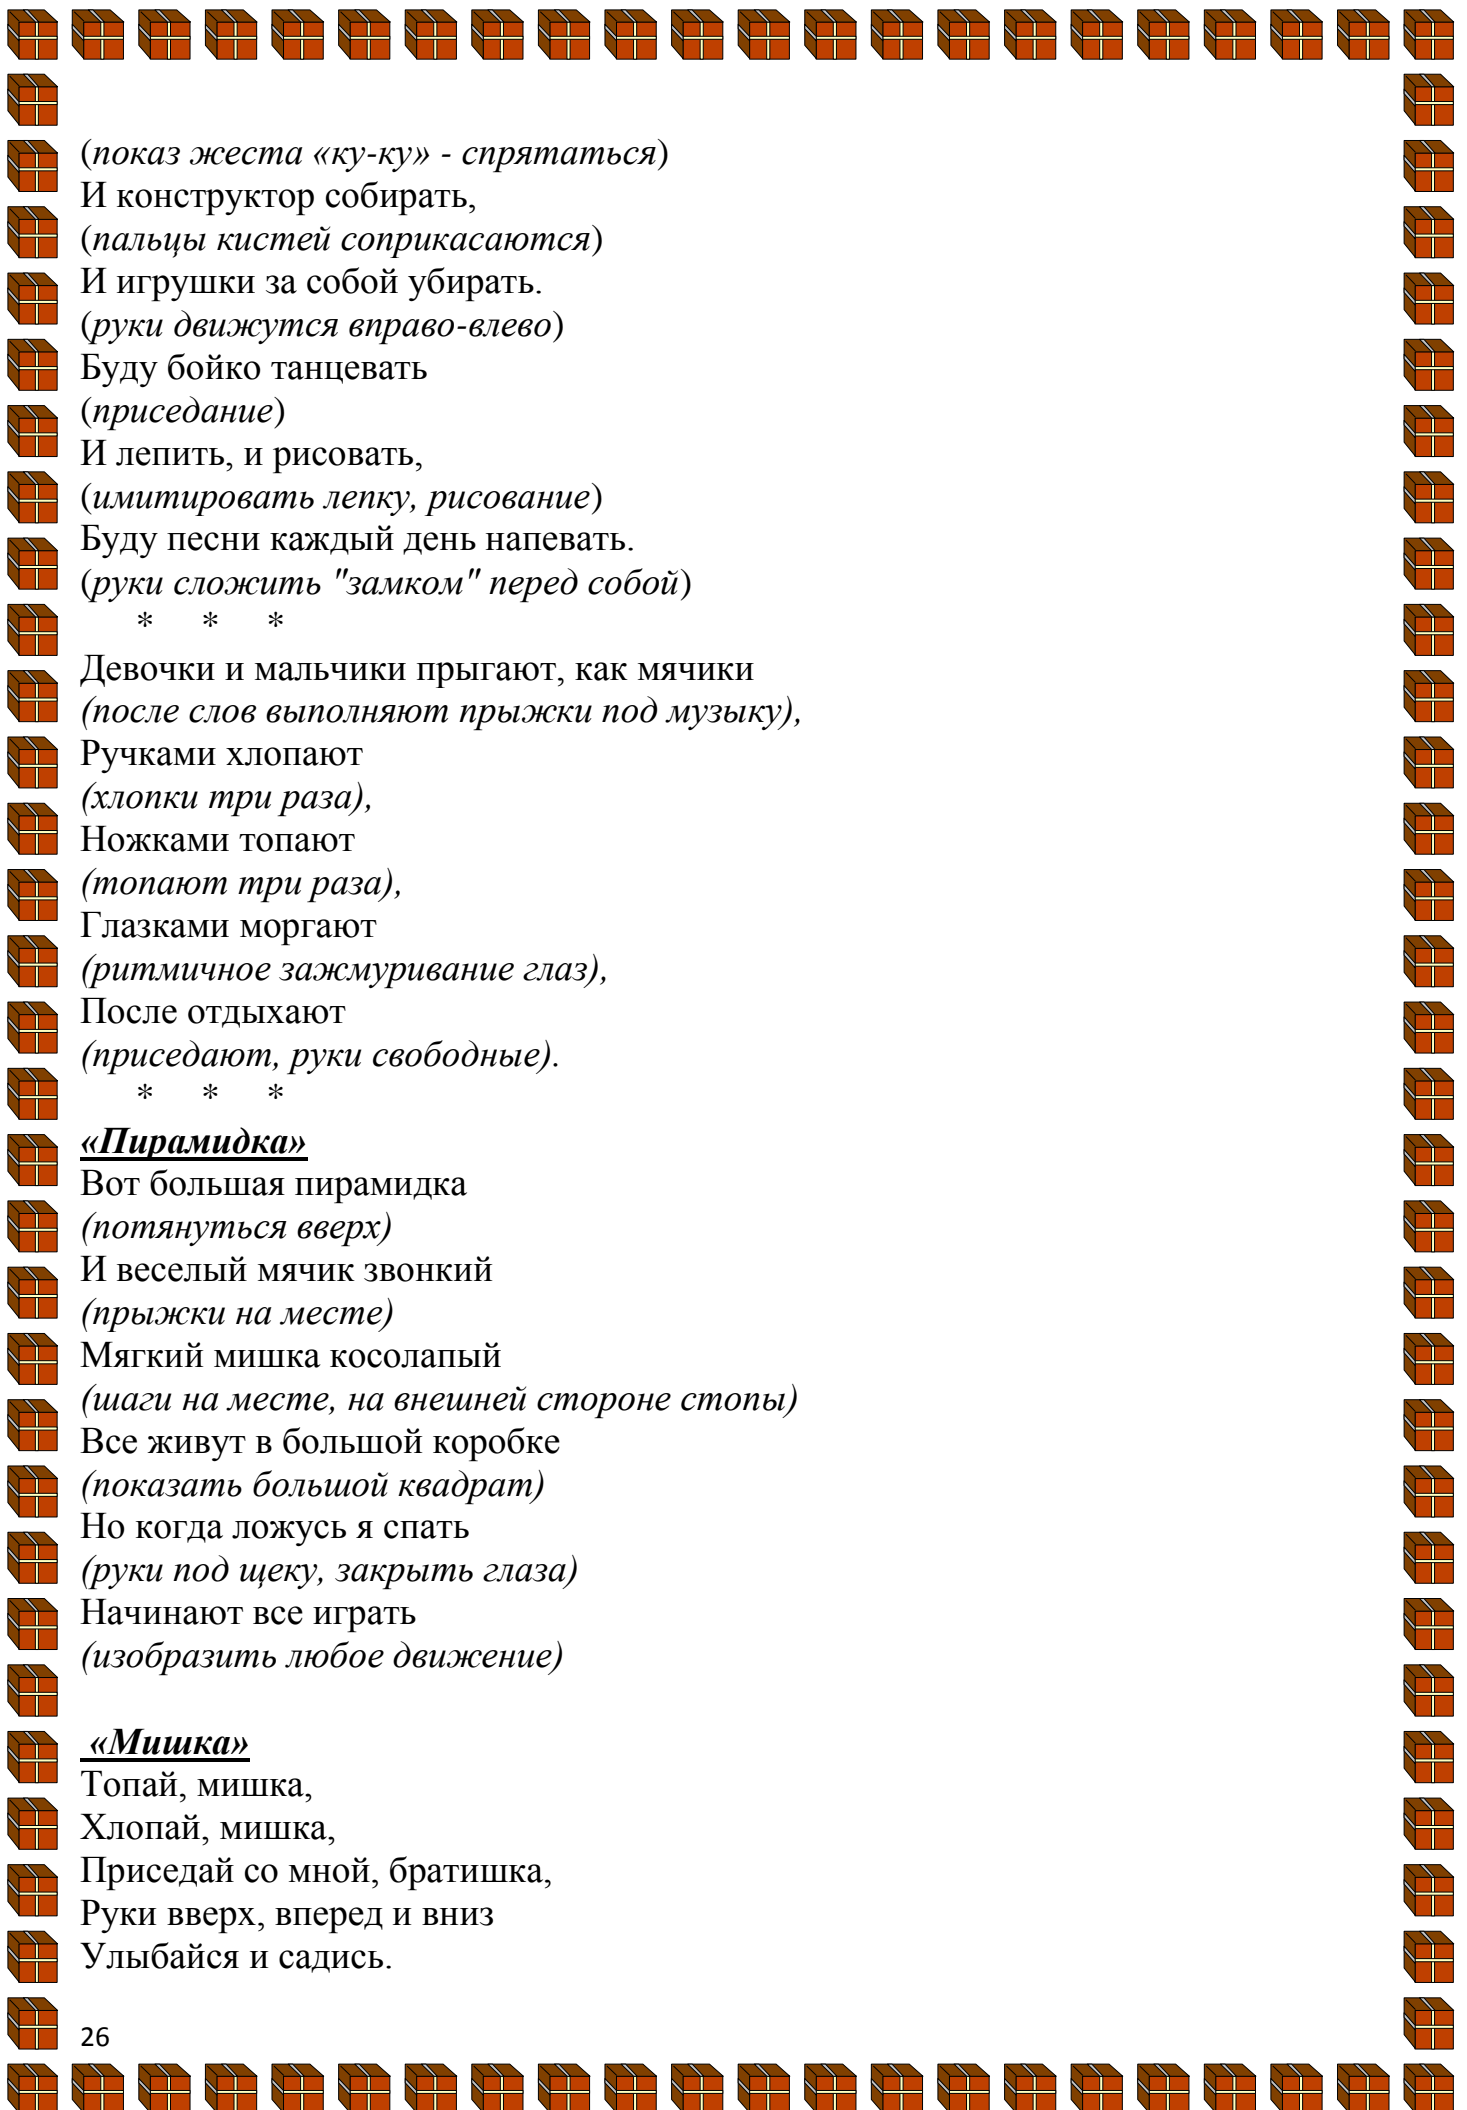 (показ жеста «ку-ку» - спрятаться)
И конструктор собирать,
(пальцы кистей соприкасаются)
И игрушки за собой убирать.
(руки движутся вправо-влево)
Буду бойко танцевать
(приседание)
И лепить, и рисовать,
(имитировать лепку, рисование)
Буду песни каждый день напевать.
(руки сложить "замком" перед собой)
* * *
Девочки и мальчики прыгают, как мячики
(после слов выполняют прыжки под музыку),
Ручками хлопают
(хлопки три раза),
Ножками топают
(топают три раза),
Глазками моргают
(ритмичное зажмуривание глаз),
После отдыхают
(приседают, руки свободные).
* * *
«Пирамидка»
Вот большая пирамидка
(потянуться вверх)
И веселый мячик звонкий
(прыжки на месте)
Мягкий мишка косолапый
(шаги на месте, на внешней стороне стопы)
Все живут в большой коробке
(показать большой квадрат)
Но когда ложусь я спать
(руки под щеку, закрыть глаза)
Начинают все играть
(изобразить любое движение)
«Мишка»
Топай, мишка,
Хлопай, мишка,
Приседай со мной, братишка,
Руки вверх, вперед и вниз
Улыбайся и садись.
26